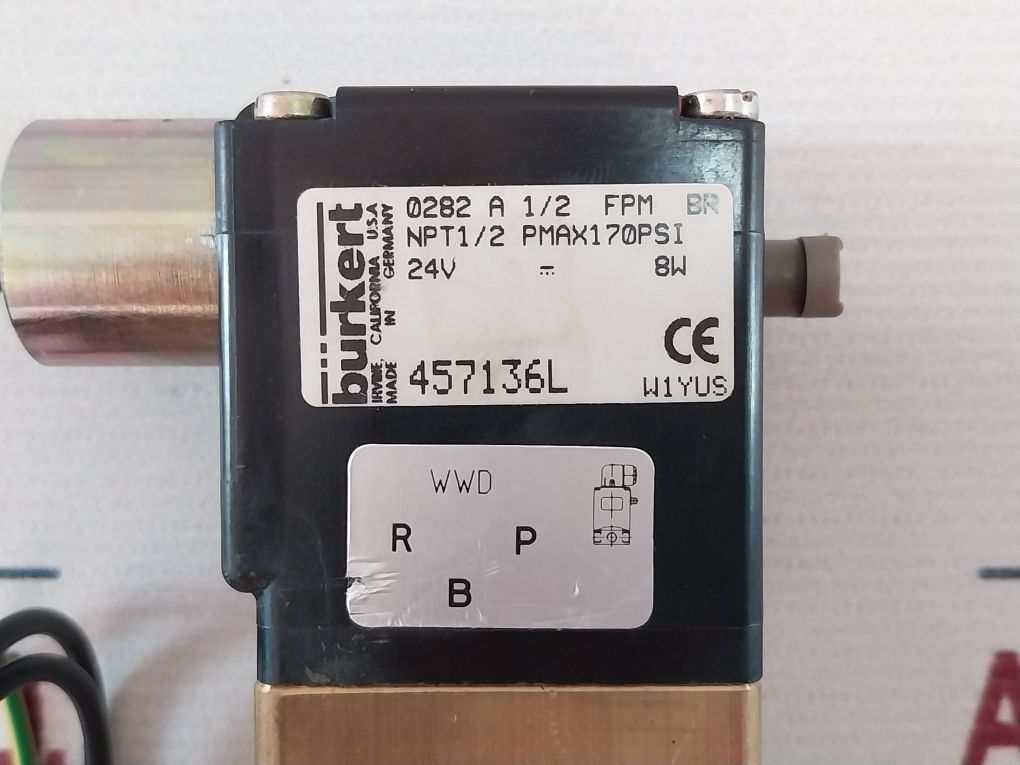 bürkert
IRVINE, CALIFORNIA U.S.A
MADE IN GERMANY
0282 A 1/2 FPM BR
NPT1/2 PMAX170PSI
24V ⎓ 8W
457136L
CE
W1YUS
WWD
R P
B
A